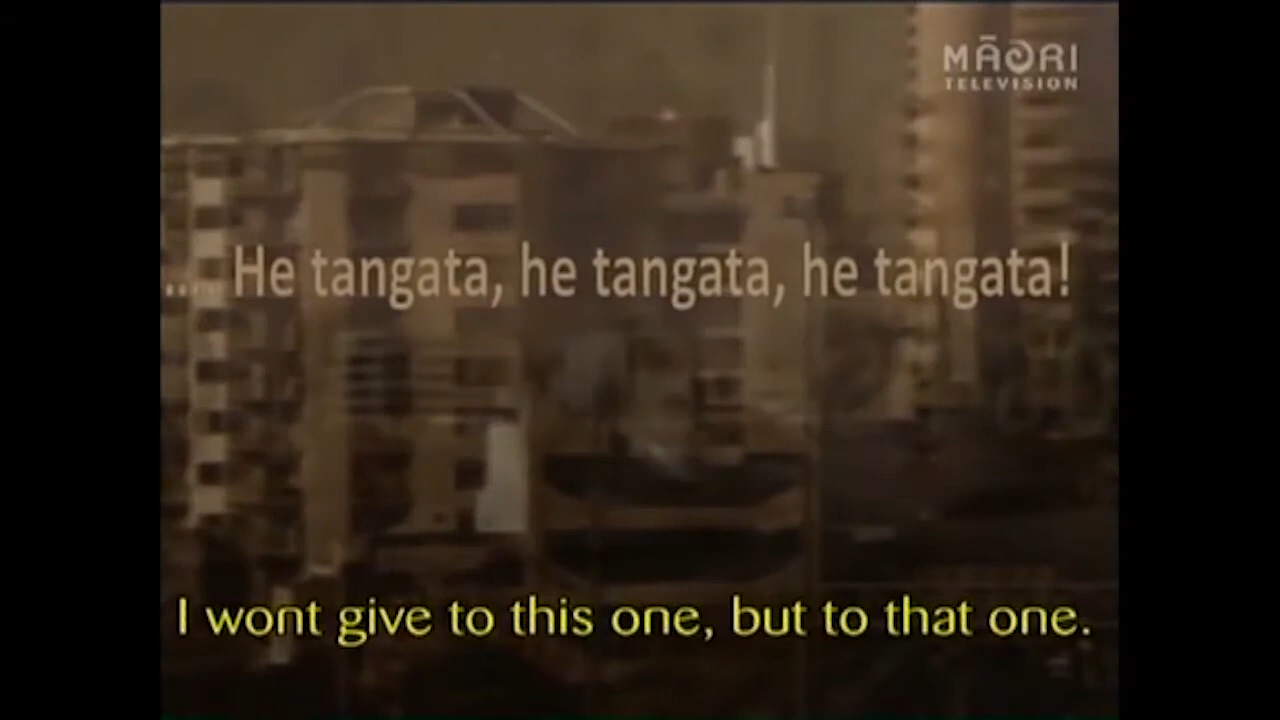 MĀORI
TELEVISION
.... He tangata, he tangata, he tangata!
I wont give to this one, but to that one.